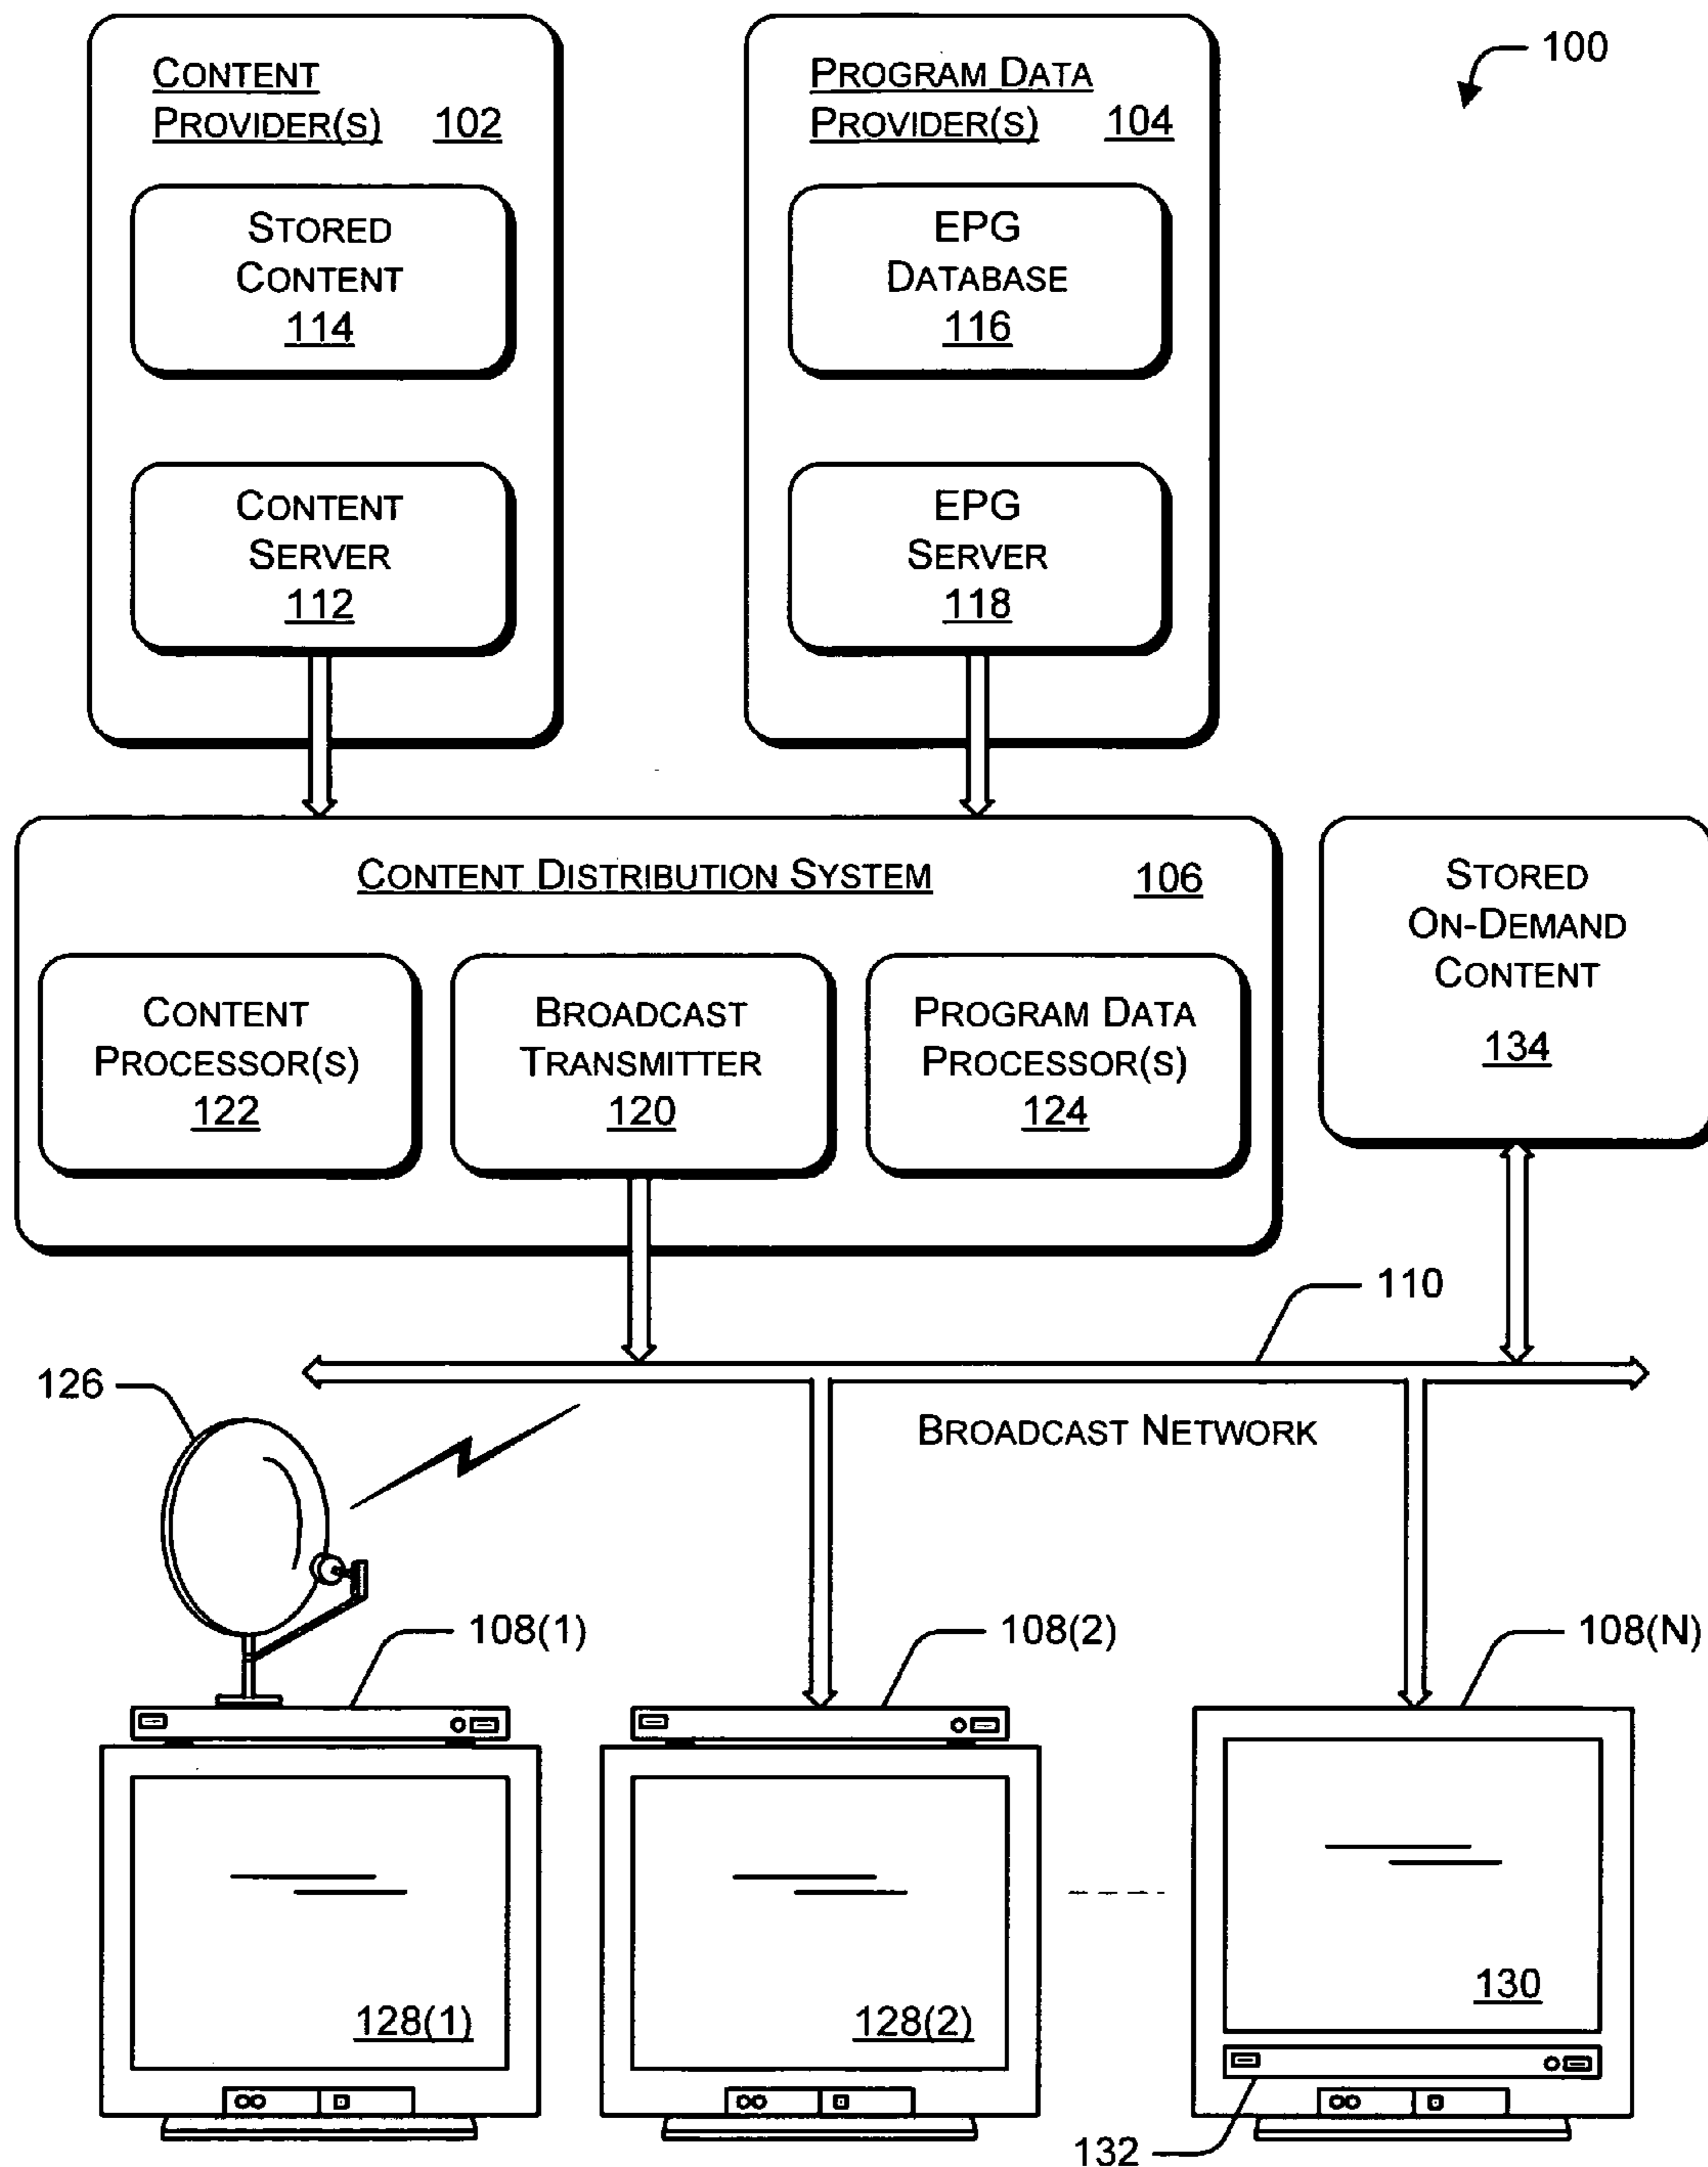 100
CONTENT
PROVIDER(S) 102
STORED
CONTENT
114
CONTENT
SERVER
112
PROGRAM DATA
PROVIDER(S) 104
EPG
DATABASE
116
EPG
SERVER
118
CONTENT DISTRIBUTION SYSTEM 106
CONTENT
PROCESSOR(S)
122
BROADCAST
TRANSMITTER
120
PROGRAM DATA
PROCESSOR(S)
124
STORED
ON-DEMAND
CONTENT
134
110
126
BROADCAST NETWORK
108(1)
108(2)
108(N)
128(1)
128(2)
130
132